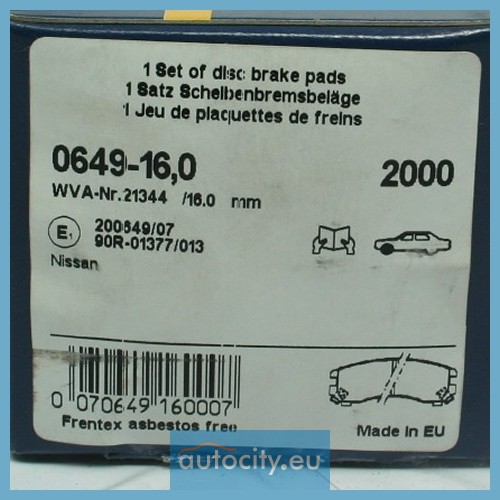 1 Set of disc brake pads
1 Satz Scheibenbremsbeläge
1 Jeu de plaquettes de freins
0649-16,0 2000
WVA-Nr.21344 /16.0 mm
E1 200649/07
90R-01377/013
Nissan
0 070649 160007
Frentex asbestos free
Made in EU
autocity.eu